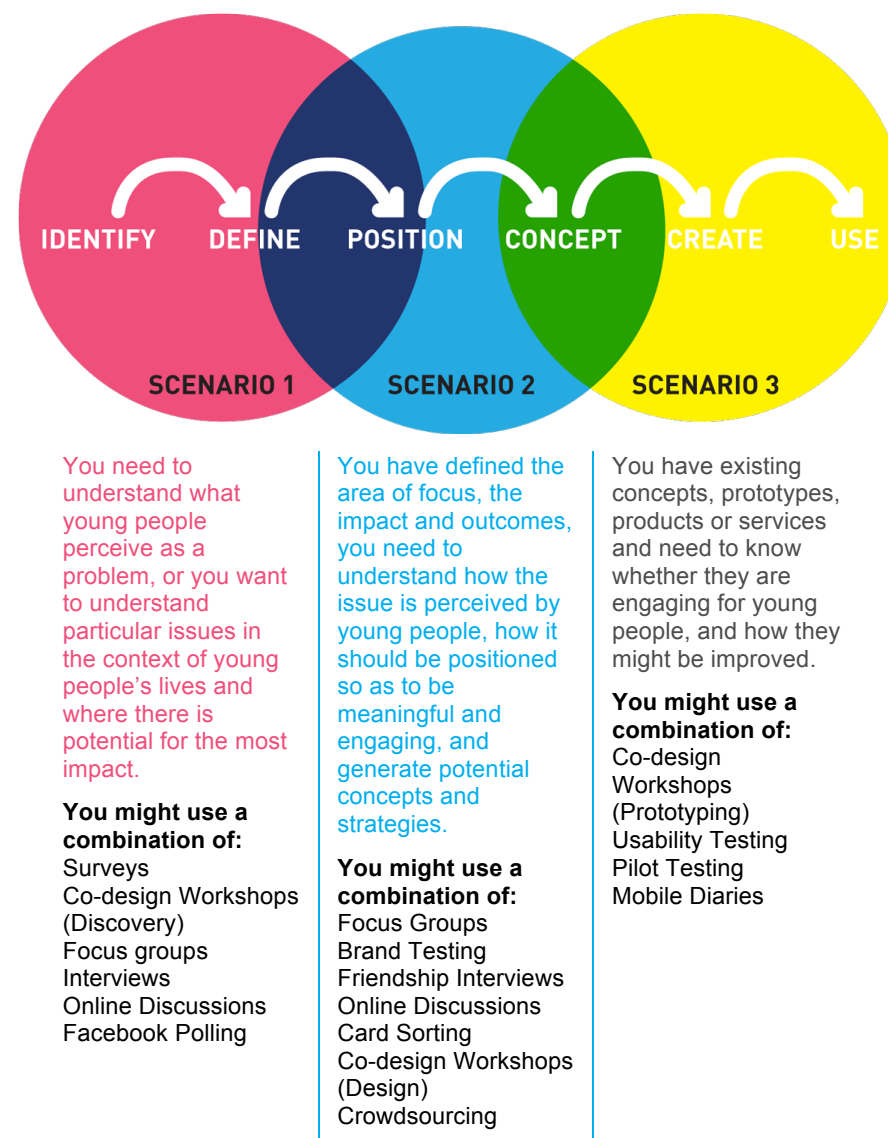 IDENTIFY DEFINE POSITION CONCEPT CREATE USE
SCENARIO 1 SCENARIO 2 SCENARIO 3
You need to
understand what
young people
perceive as a
problem, or you want
to understand
particular issues in
the context of young
people’s lives and
where there is
potential for the most
impact.
You might use a
combination of:
Surveys
Co-design Workshops
(Discovery)
Focus groups
Interviews
Online Discussions
Facebook Polling
You have defined the
area of focus, the
impact and outcomes,
you need to
understand how the
issue is perceived by
young people, how it
should be positioned
so as to be
meaningful and
engaging, and
generate potential
concepts and
strategies.
You might use a
combination of:
Focus Groups
Brand Testing
Friendship Interviews
Online Discussions
Card Sorting
Co-design Workshops
(Design)
Crowdsourcing
You have existing
concepts, prototypes,
products or services
and need to know
whether they are
engaging for young
people, and how they
might be improved.
You might use a
combination of:
Co-design
Workshops
(Prototyping)
Usability Testing
Pilot Testing
Mobile Diaries